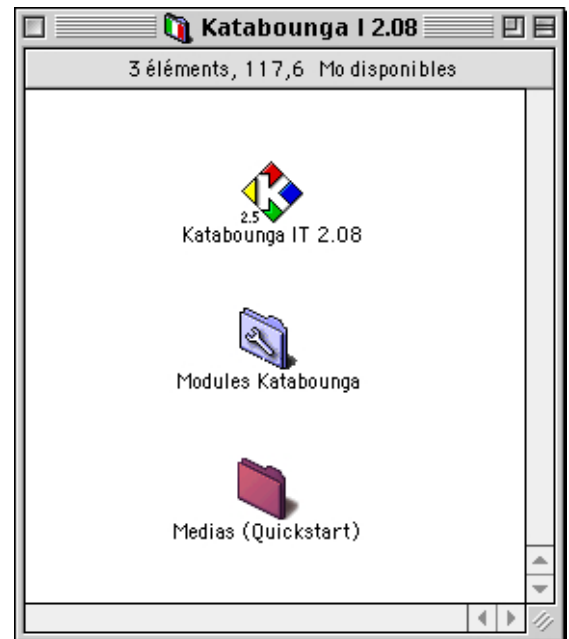 Katabounga I 2.08
3 éléments, 117,6 Mo disponibles
2.5
Katabounga IT 2.08
Modules Katabounga
Medias (Quickstart)